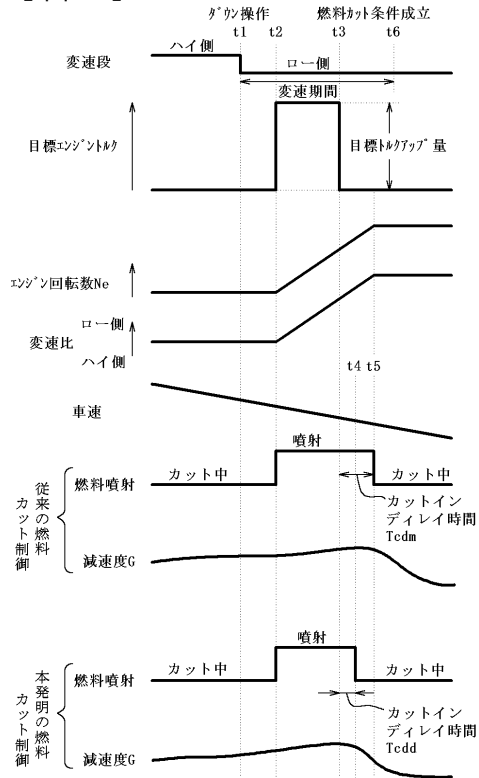 ダウン操作 燃料カット条件成立
t1 t2 t3 t6
変速段
ハイ側
ロー側
変速期間
目標エンジントルク
目標トルクアップ量
エンジン回転数Ne
ロー側
変速比
ハイ側
t4 t5
車速
従来の燃料
カット制御
燃料噴射
カット中
噴射
カット中
カットイン
ディレイ時間
Tcdm
減速度G
本発明の燃料
カット制御
燃料噴射
カット中
噴射
カット中
カットイン
ディレイ時間
Tcdd
減速度G